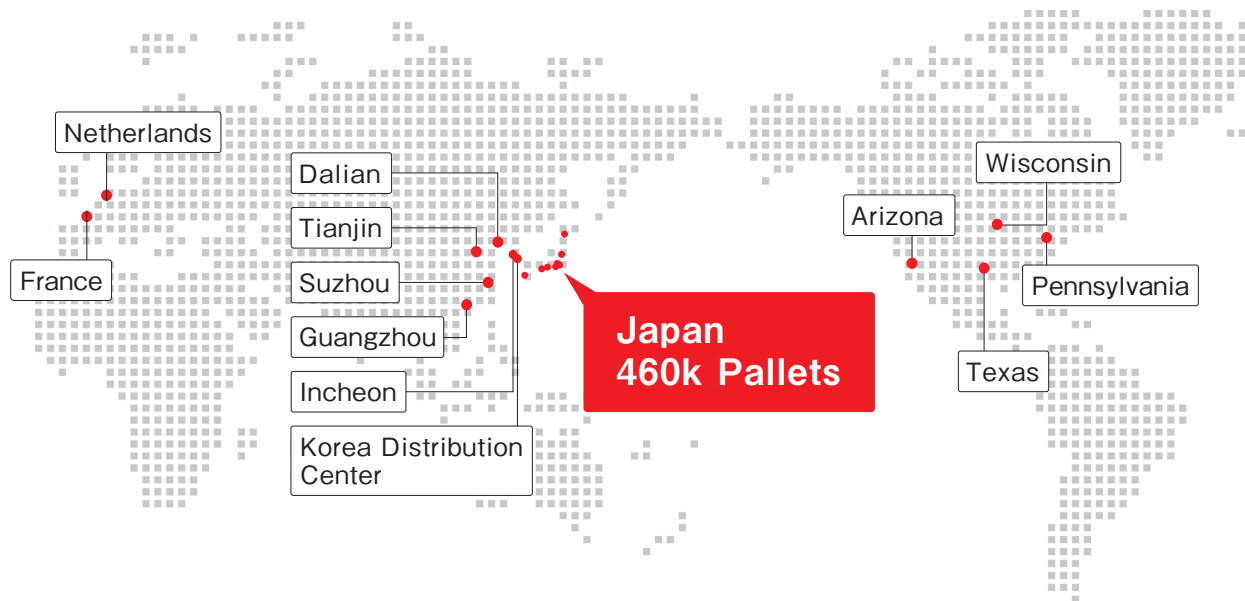 Netherlands
France
Dalian
Tianjin
Suzhou
Guangzhou
Incheon
Korea Distribution
Center
Japan
460k Pallets
Wisconsin
Arizona
Pennsylvania
Texas